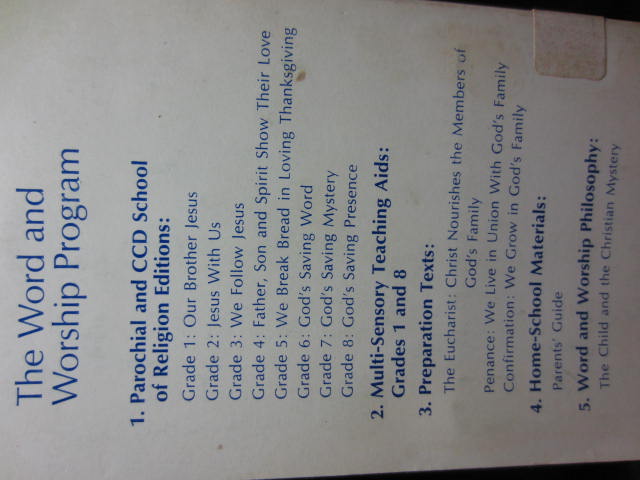 The Word and
Worship Program
1. Parochial and CCD School
of Religion Editions:
Grade 1: Our Brother Jesus
Grade 2: Jesus With Us
Grade 3: We Follow Jesus
Grade 4: Father, Son and Spirit Show Their Love
Grade 5: We Break Bread in Loving Thanksgiving
Grade 6: God's Saving Word
Grade 7: God's Saving Mystery
Grade 8: God's Saving Presence
2. Multi-Sensory Teaching Aids:
Grades 1 and 8
3. Preparation Texts:
The Eucharist: Christ Nourishes the Members of
God's Family
Penance: We Live in Union With God's Family
Confirmation: We Grow in God's Family
4. Home-School Materials:
Parents' Guide
5. Word and Worship Philosophy:
The Child and the Christian Mystery